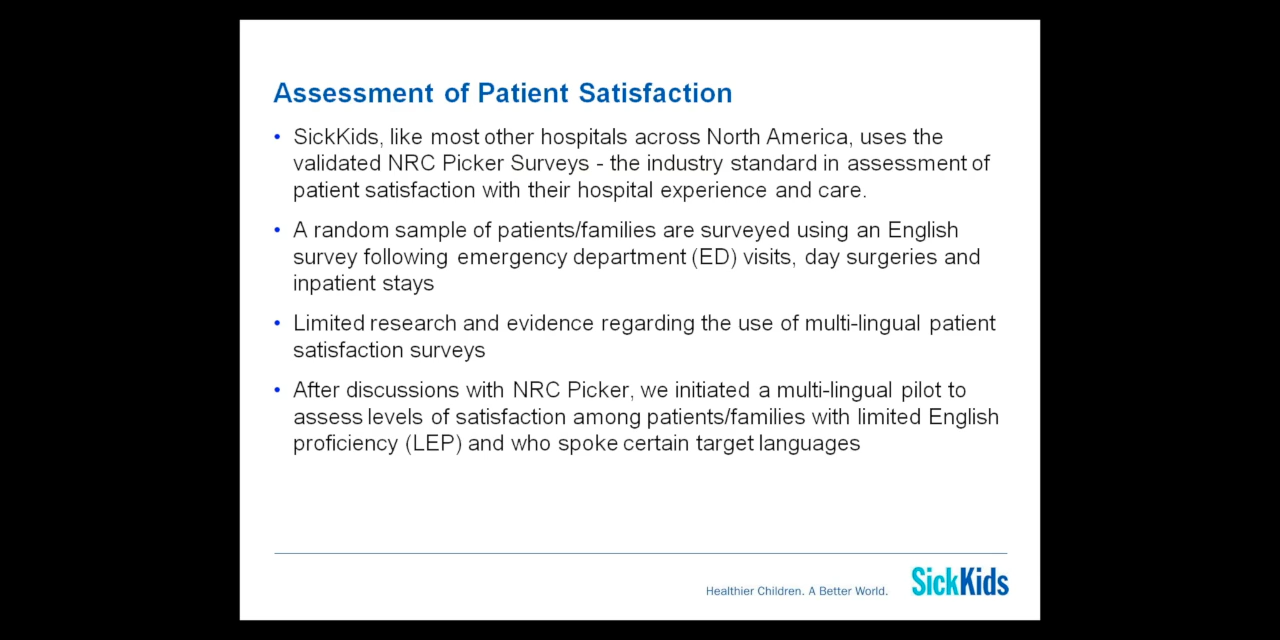 Assessment of Patient Satisfaction
• SickKids, like most other hospitals across North America, uses the
validated NRC Picker Surveys - the industry standard in assessment of
patient satisfaction with their hospital experience and care.
• A random sample of patients/families are surveyed using an English
survey following emergency department (ED) visits, day surgeries and
inpatient stays
• Limited research and evidence regarding the use of multi-lingual patient
satisfaction surveys
• After discussions with NRC Picker, we initiated a multi-lingual pilot to
assess levels of satisfaction among patients/families with limited English
proficiency (LEP) and who spoke certain target languages
Healthier Children. A Better World.
SickKids